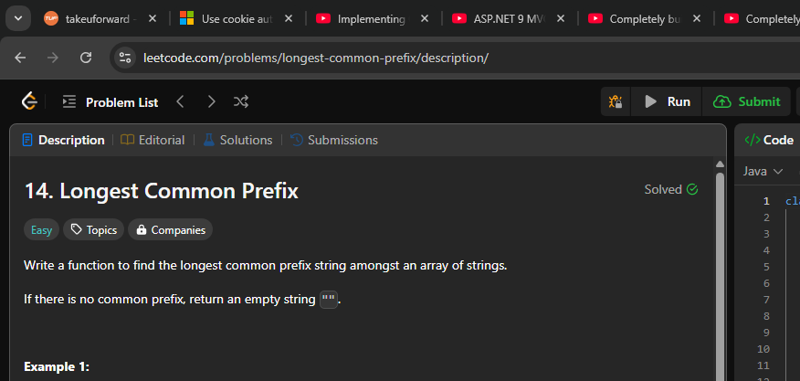 takeuforward -
Use cookie aut
Implementing
ASP.NET 9 MV
Completely bu
Completely
leetcode.com/problems/longest-common-prefix/description/
Problem List
Run
Submit
Description
Editorial
Solutions
Submissions
Code
14. Longest Common Prefix
Solved
Java
Easy
Topics
Companies
1
cla
2
3
4
5
6
7
8
9
10
11
12
Write a function to find the longest common prefix string amongst an array of strings.
If there is no common prefix, return an empty string "".
Example 1: